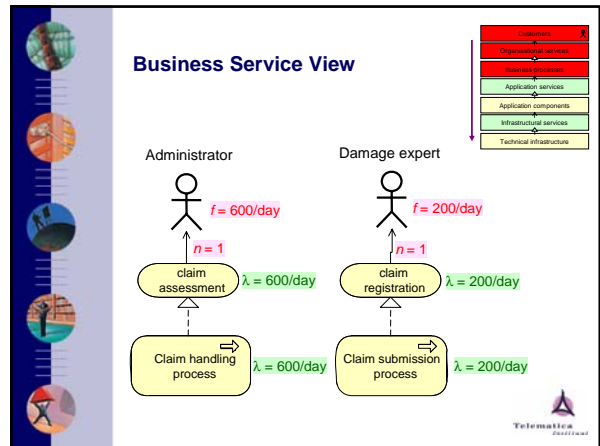 Business Service View
Customers
Organisational services
Business processes
Application services
Application components
Infrastructural services
Technical infrastructure
Administrator
Damage expert
f = 600/day
f = 200/day
n = 1
n = 1
claim
assessment
λ = 600/day
claim
registration
λ = 200/day
Claim handling
process
λ = 600/day
Claim submission
process
λ = 200/day
Telematica
Instituut